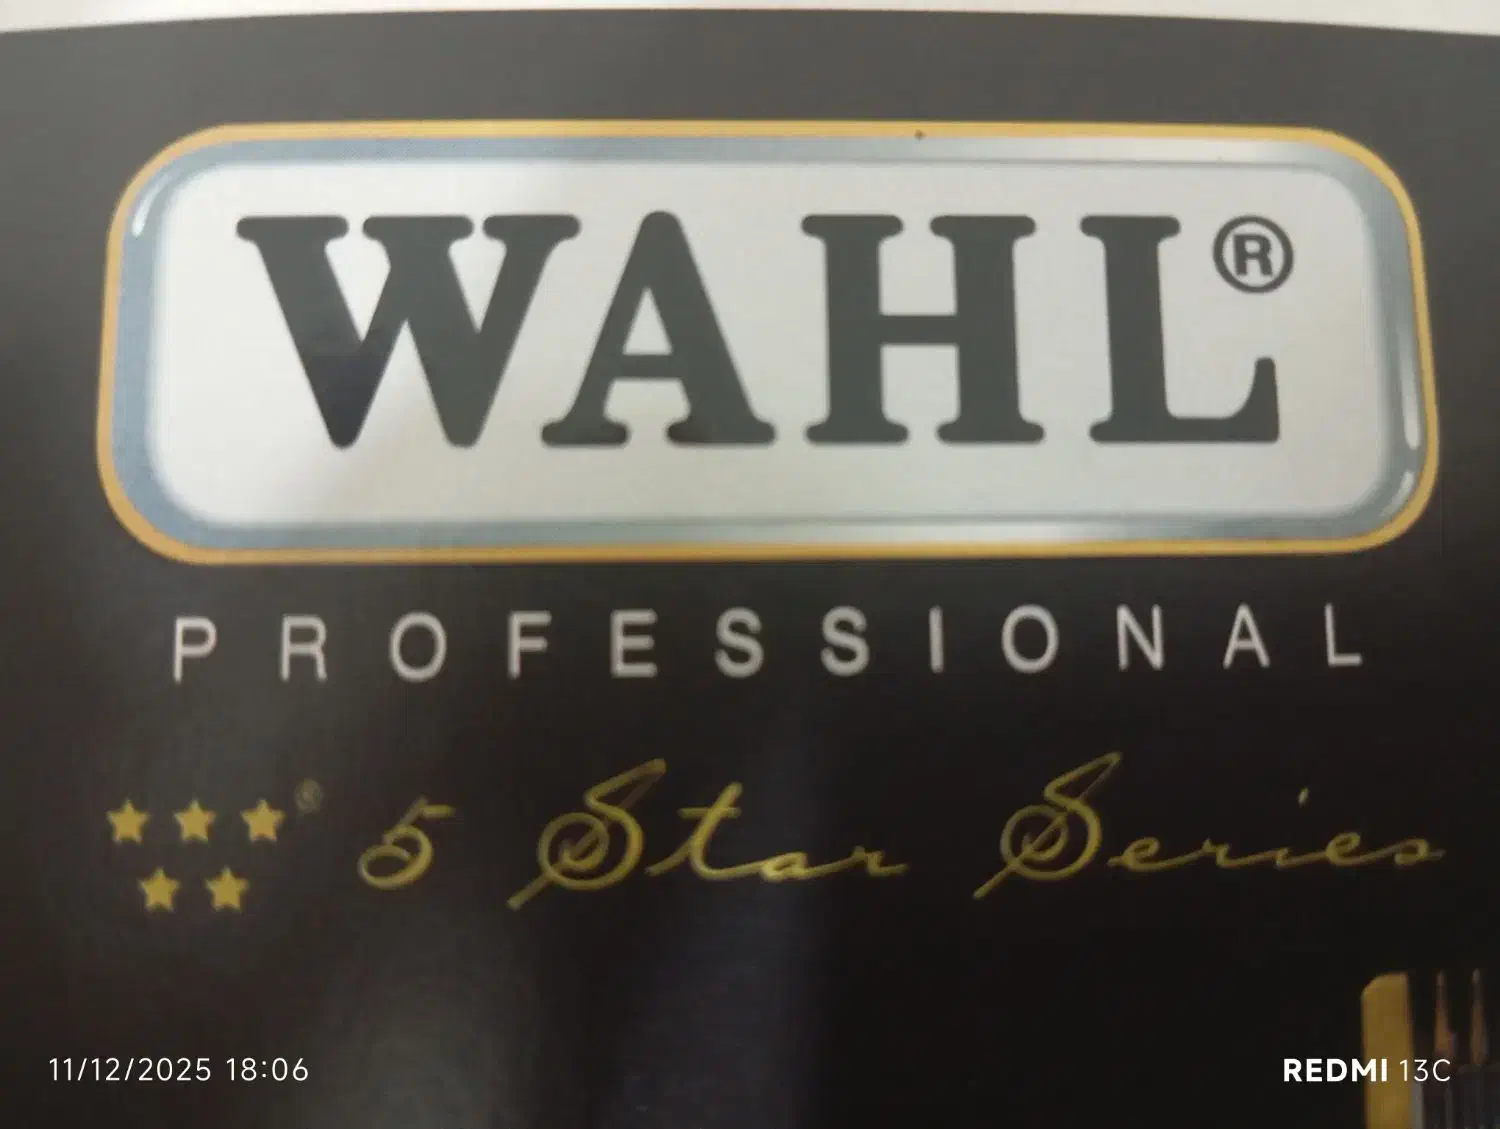 WAHL®
PROFESSIONAL
® 5 Star Series
11/12/2025 18:06
REDMI 13C